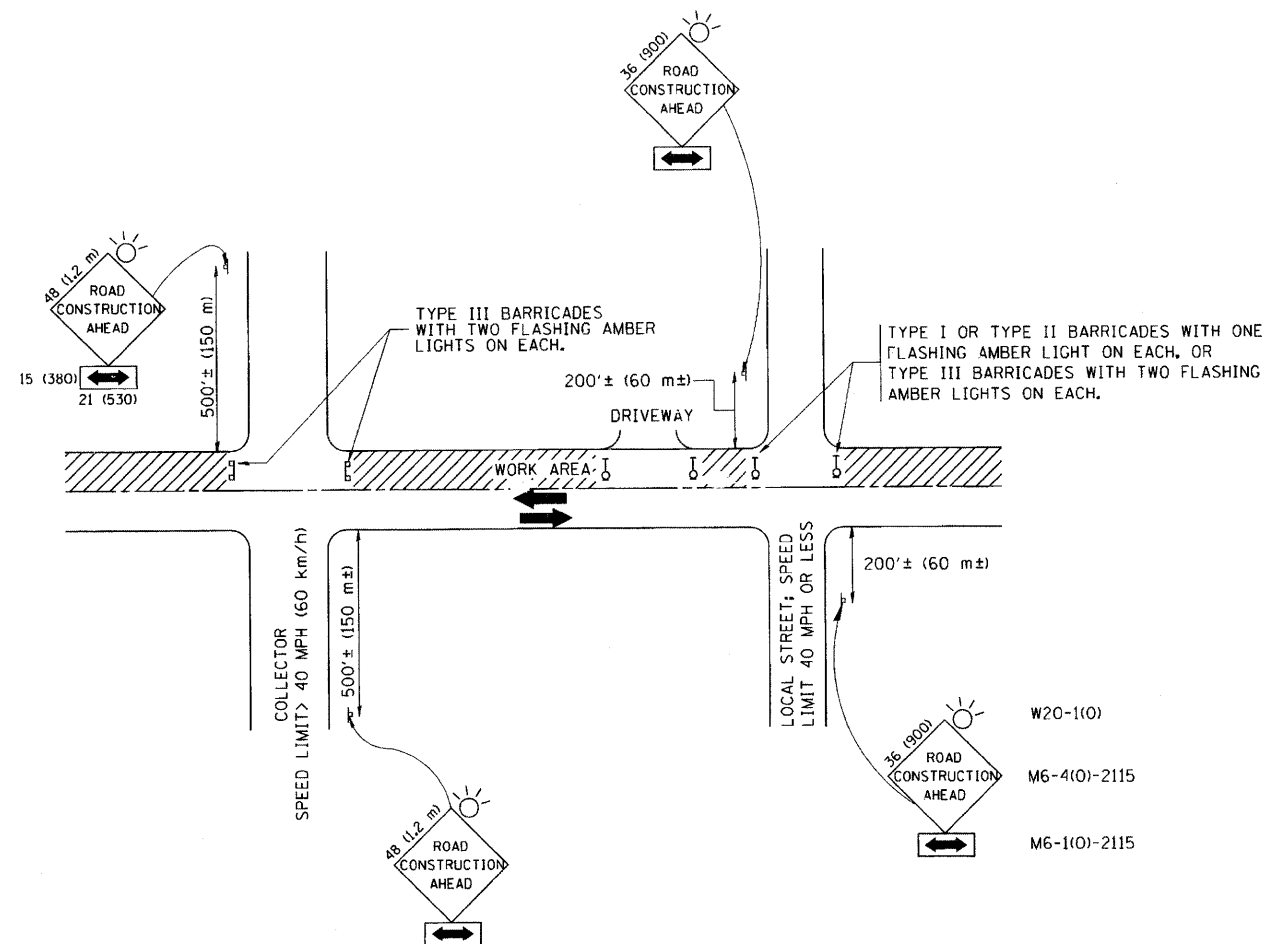 36 (900)
ROAD
CONSTRUCTION
AHEAD
48 (1.2 m)
ROAD
CONSTRUCTION
AHEAD
15 (380)
21 (530)
500'± (150 m)
TYPE III BARRICADES
WITH TWO FLASHING AMBER
LIGHTS ON EACH.
200'± (60 m±)
DRIVEWAY
TYPE I OR TYPE II BARRICADES WITH ONE
FLASHING AMBER LIGHT ON EACH. OR
TYPE III BARRICADES WITH TWO FLASHING
AMBER LIGHTS ON EACH.
WORK AREA
COLLECTOR
SPEED LIMIT> 40 MPH (60 km/h)
500'± (150 m±)
LOCAL STREET; SPEED
LIMIT 40 MPH OR LESS
200'± (60 m±)
48 (1.2 m)
ROAD
CONSTRUCTION
AHEAD
36 (900)
ROAD
CONSTRUCTION
AHEAD
W20-1(O)
M6-4(O)-2115
M6-1(O)-2115